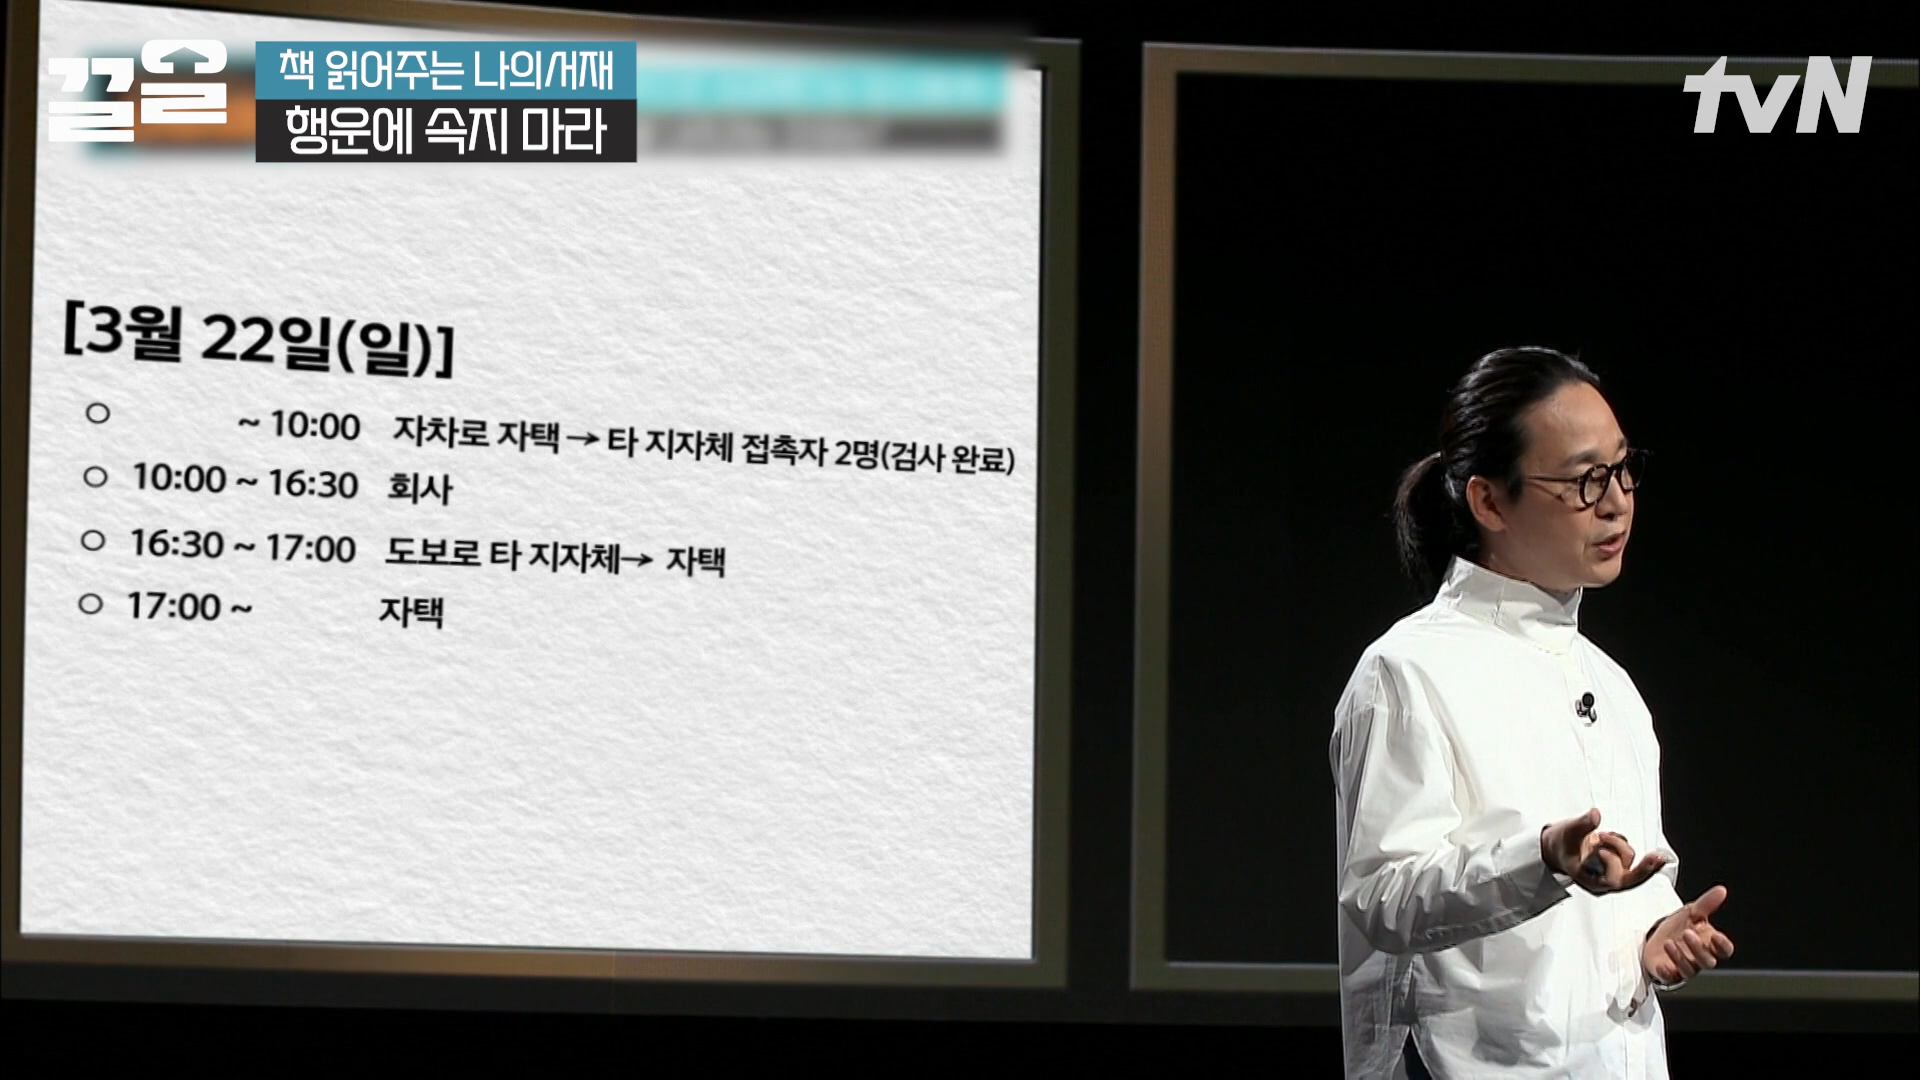 끌올
책 읽어주는 나의서재
행운에 속지 마라
tvN
[3월 22일(일)]
○ ~ 10:00 자차로 자택 → 타 지자체 접촉자 2명(검사 완료)
○ 10:00 ~ 16:30 회사
○ 16:30 ~ 17:00 도보로 타 지자체→ 자택
○ 17:00 ~ 자택